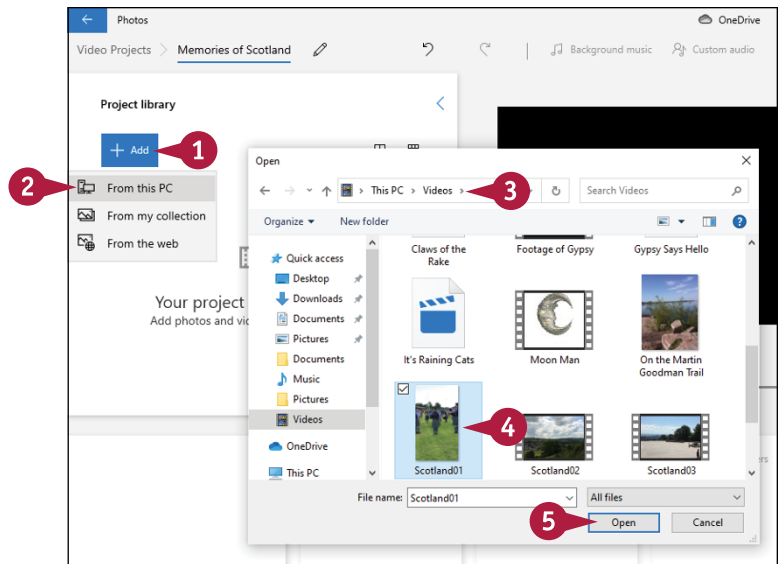 Photos
OneDrive
Video Projects > Memories of Scotland
Background music
Custom audio
Project library
+ Add
1
2
From this PC
From my collection
From the web
Your project
Add photos and vid
Open
This PC > Videos >
3
Search Videos
Organize
New folder
Quick access
Desktop
Downloads
Documents
Pictures
Documents
Music
Pictures
Videos
OneDrive
This PC
Claws of the
Rake
Footage of Gypsy
Gypsy Says Hello
It's Raining Cats
Moon Man
On the Martin
Goodman Trail
Scotland01
4
Scotland02
Scotland03
File name: Scotland01
All files
5
Open
Cancel